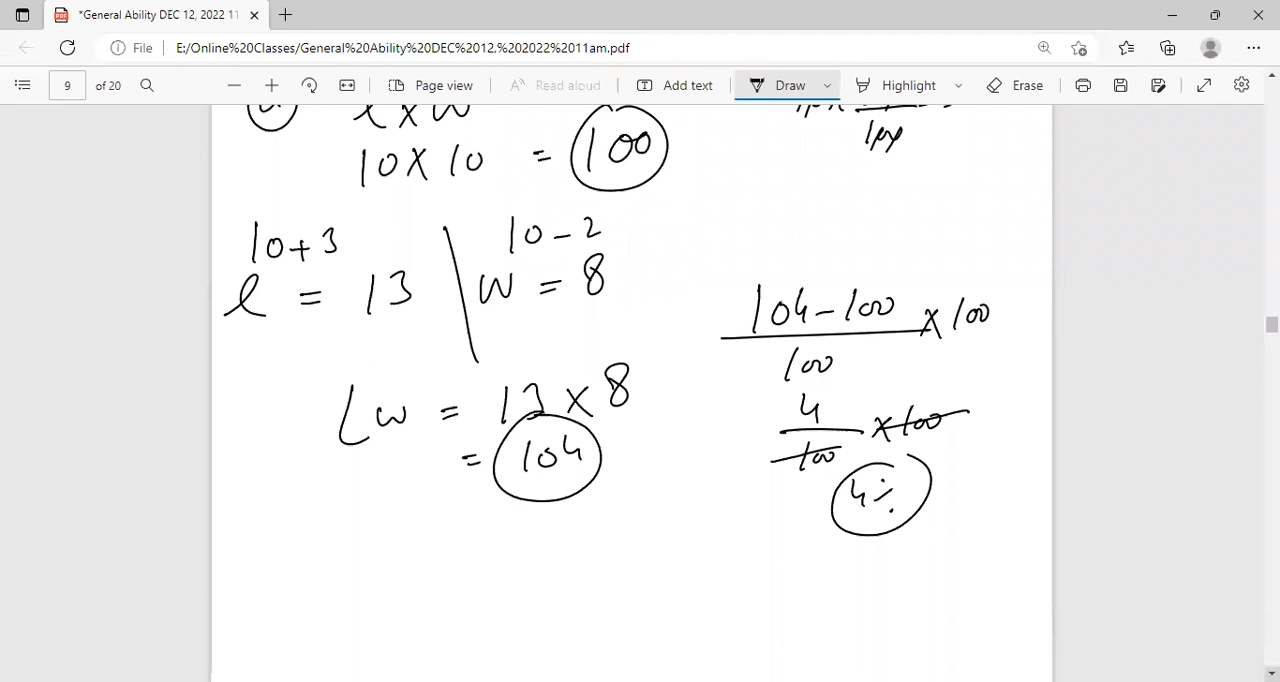 *General Ability DEC 12, 2022 11
File E:/Online%20Classes/General%20Ability%20DEC%2012,%202022%2011am.pdf
9 of 20 Page view Read aloud Add text Draw Highlight Erase
l x w
10 x 10 = 100
10 + 3
l = 13
10 - 2
w = 8
Lw = 13 x 8
= 104
104 - 100 x 100
100
4 x 100
100
4%